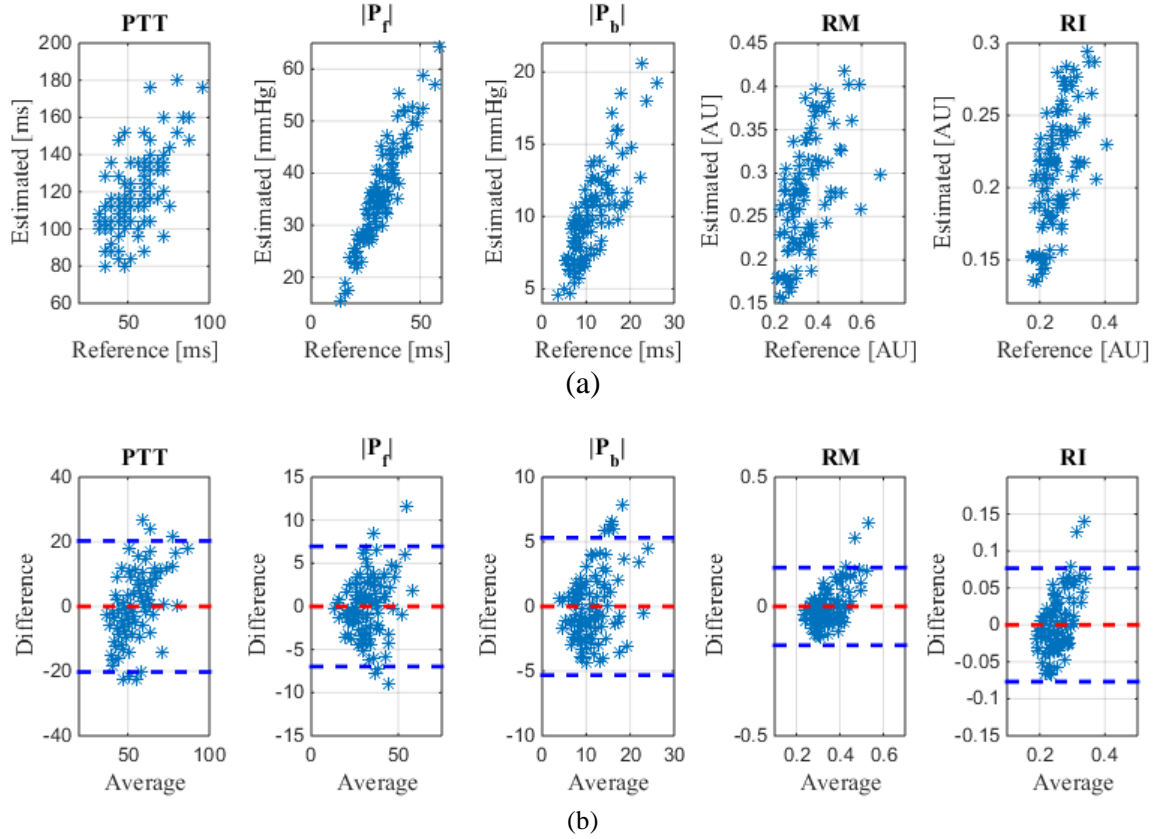 PTT |P_f| |P_b| RM RI
200 180 160 140 120 100 80 60
Estimated [ms]
50 100
Reference [ms]
60 50 40 30 20
Estimated [mmHg]
0 20 40 60
Reference [ms]
20 15 10 5
Estimated [mmHg]
0 10 20 30
Reference [ms]
0.45 0.4 0.35 0.3 0.25 0.2 0.15
Estimated [AU]
0.2 0.4 0.6 0.8
Reference [AU]
0.3 0.25 0.2 0.15
Estimated [AU]
0.2 0.4
Reference [AU]
(a)
PTT |P_f| |P_b| RM RI
40 20 0 -20 -40
Difference
50 100
Average
15 10 5 0 -5 -10 -15
Difference
0 50
Average
10 5 0 -5 -10
Difference
0 10 20 30
Average
0.5 0 -0.5
Difference
0.2 0.4 0.6
Average
0.2 0.15 0.1 0.05 0 -0.05 -0.1 -0.15
Difference
0.2 0.4
Average
(b)